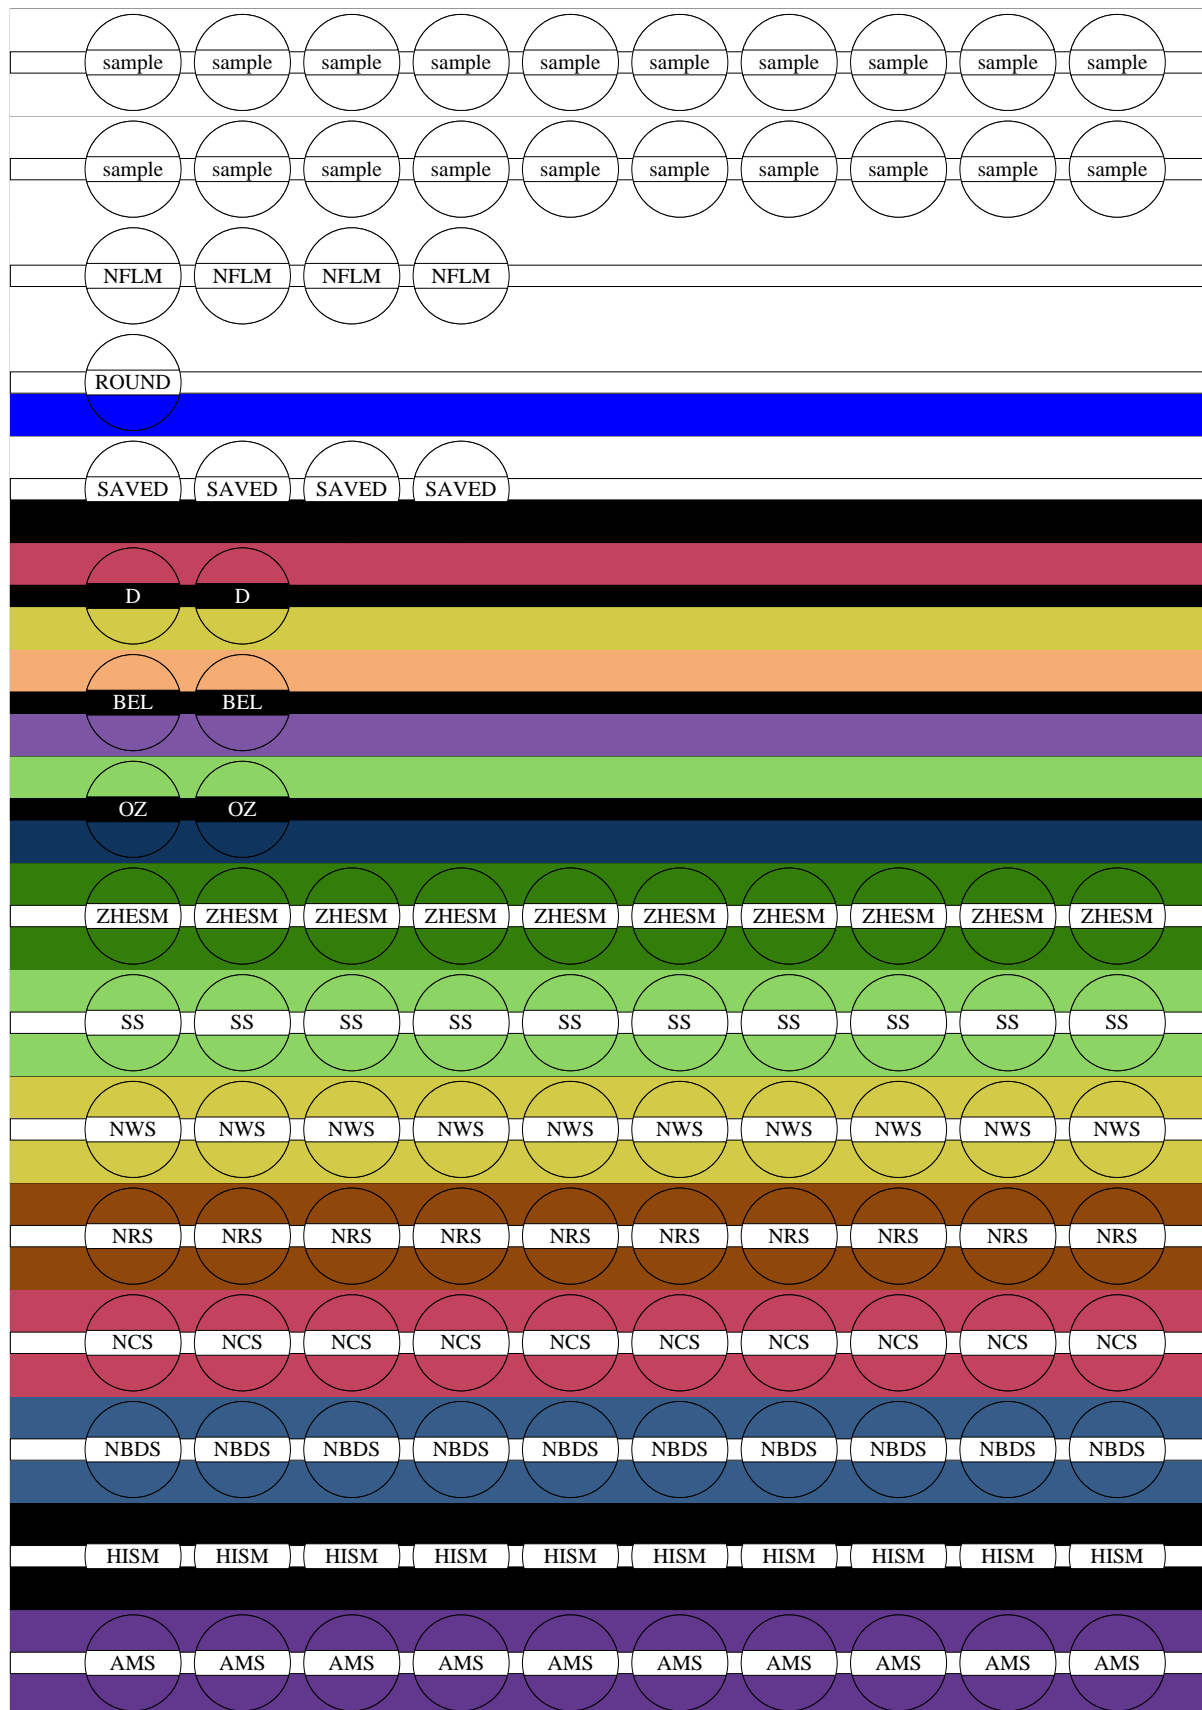 sample sample sample sample sample sample sample sample sample sample
sample sample sample sample sample sample sample sample sample sample
NFLM NFLM NFLM NFLM
ROUND
SAVED SAVED SAVED SAVED
D D
BEL BEL
OZ OZ
ZHESM ZHESM ZHESM ZHESM ZHESM ZHESM ZHESM ZHESM ZHESM ZHESM
SS SS SS SS SS SS SS SS SS SS
NWS NWS NWS NWS NWS NWS NWS NWS NWS NWS
NRS NRS NRS NRS NRS NRS NRS NRS NRS NRS
NCS NCS NCS NCS NCS NCS NCS NCS NCS NCS
NBDS NBDS NBDS NBDS NBDS NBDS NBDS NBDS NBDS NBDS
HISM HISM HISM HISM HISM HISM HISM HISM HISM HISM
AMS AMS AMS AMS AMS AMS AMS AMS AMS AMS